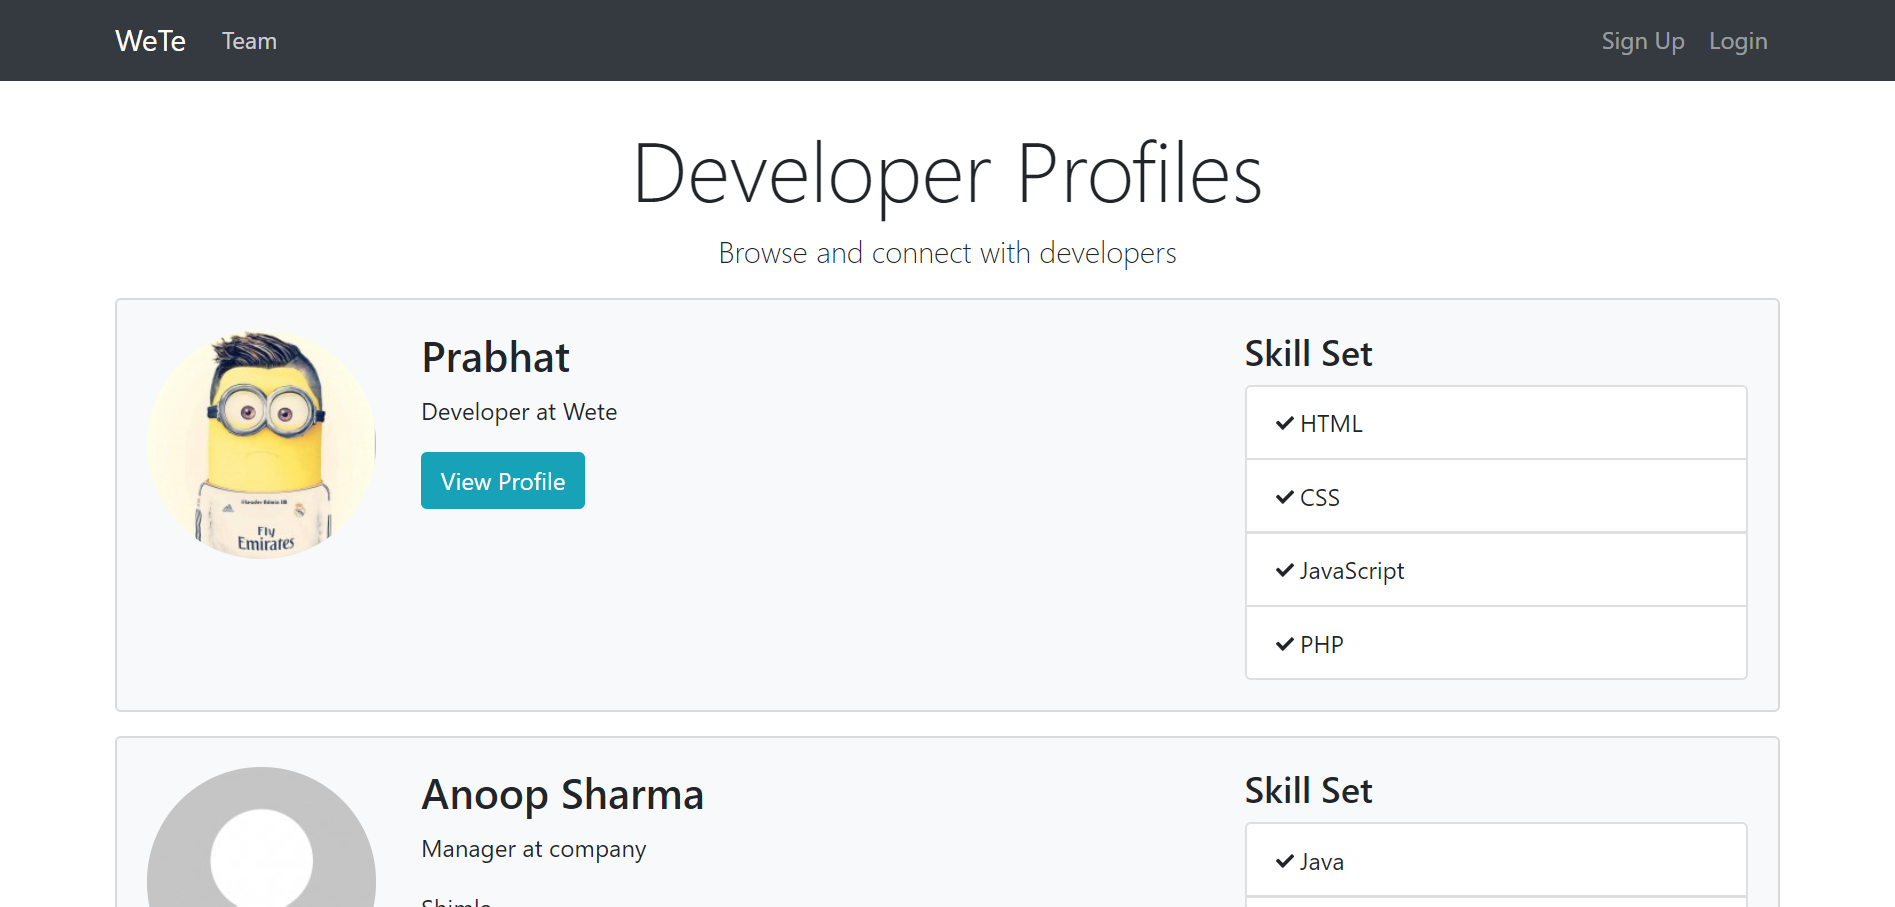 WeTe Team Sign Up Login
Developer Profiles
Browse and connect with developers
Prabhat
Developer at Wete
View Profile
Fly
Emirates
Skill Set
HTML
CSS
JavaScript
PHP
Anoop Sharma
Manager at company
Skill Set
Java